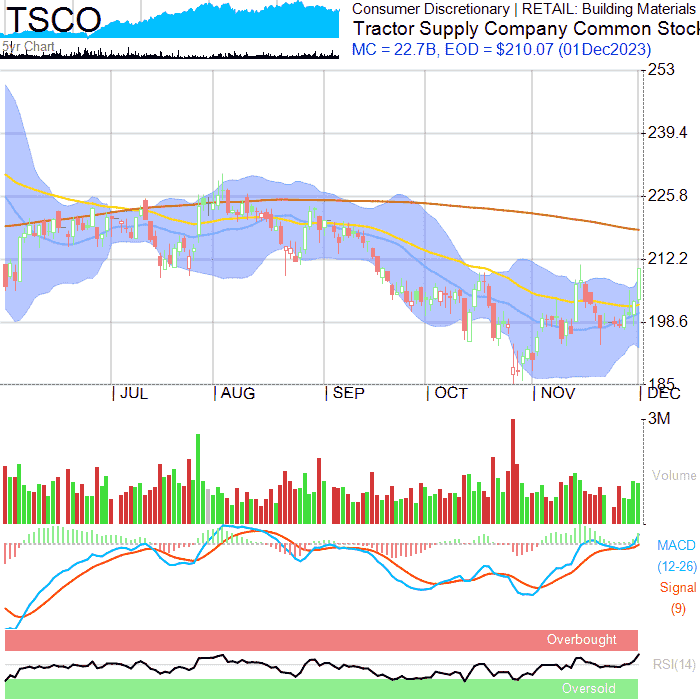 TSCO
5yr Chart
Consumer Discretionary | RETAIL: Building Materials
Tractor Supply Company Common Stock
MC = 22.7B, EOD = $210.07 (01Dec2023)
253
239.4
225.8
212.2
198.6
185
JUL AUG SEP OCT NOV DEC
3M
Volume
MACD
(12-26)
Signal
(9)
Overbought
RSI(14)
Oversold